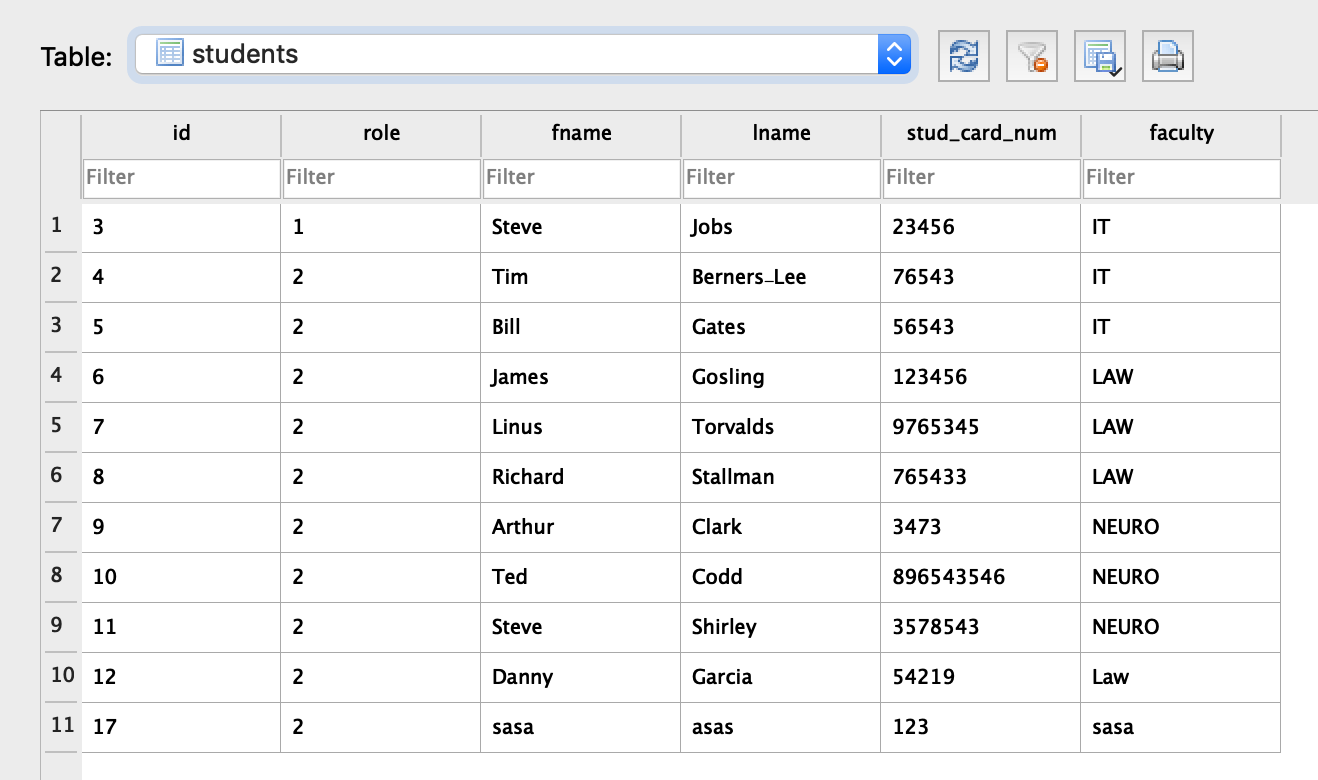 Table: students
id role fname lname stud_card_num faculty
Filter Filter Filter Filter Filter Filter
1 3 1 Steve Jobs 23456 IT
2 4 2 Tim Berners_Lee 76543 IT
3 5 2 Bill Gates 56543 IT
4 6 2 James Gosling 123456 LAW
5 7 2 Linus Torvalds 9765345 LAW
6 8 2 Richard Stallman 765433 LAW
7 9 2 Arthur Clark 3473 NEURO
8 10 2 Ted Codd 896543546 NEURO
9 11 2 Steve Shirley 3578543 NEURO
10 12 2 Danny Garcia 54219 Law
11 17 2 sasa asas 123 sasa